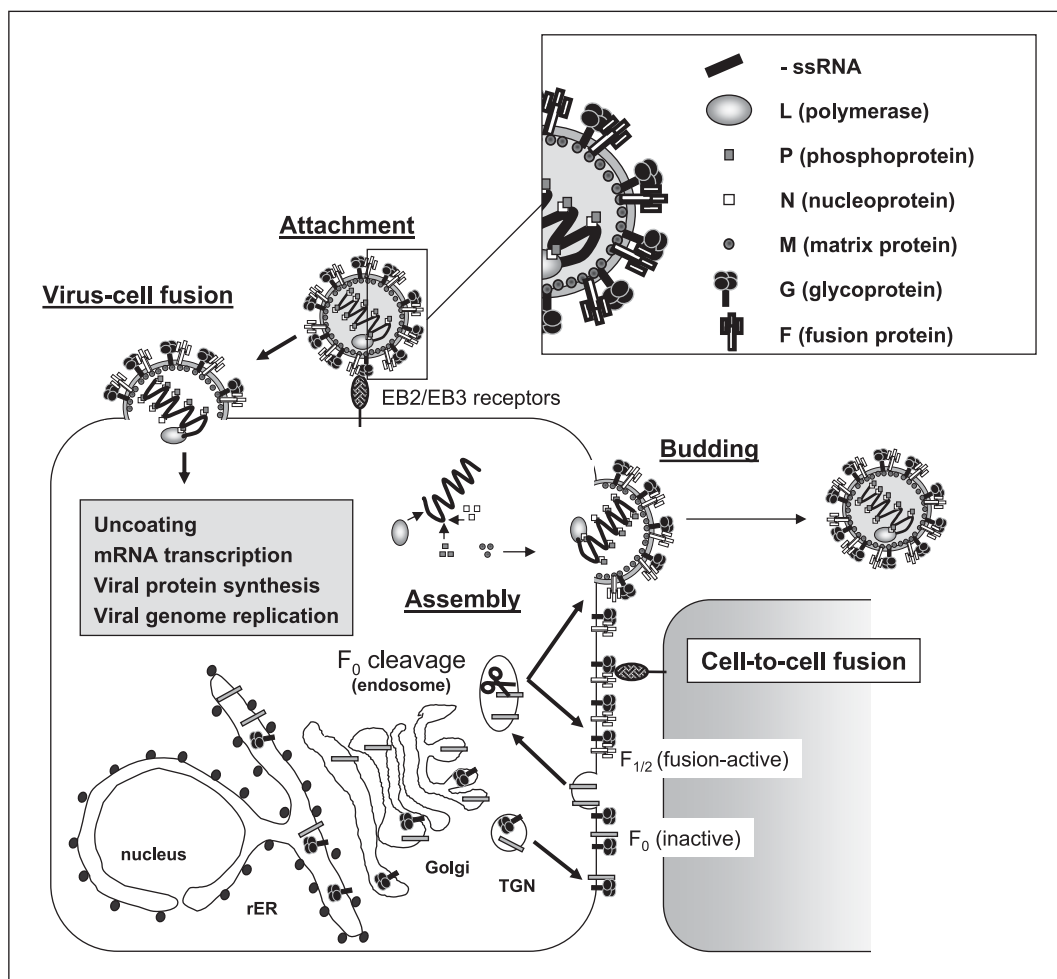 - ssRNA
L (polymerase)
P (phosphoprotein)
N (nucleoprotein)
M (matrix protein)
G (glycoprotein)
F (fusion protein)
Attachment
Virus-cell fusion
EB2/EB3 receptors
Budding
Uncoating
mRNA transcription
Viral protein synthesis
Viral genome replication
Assembly
F0 cleavage
(endosome)
Cell-to-cell fusion
F1/2 (fusion-active)
F0 (inactive)
nucleus
rER
Golgi
TGN